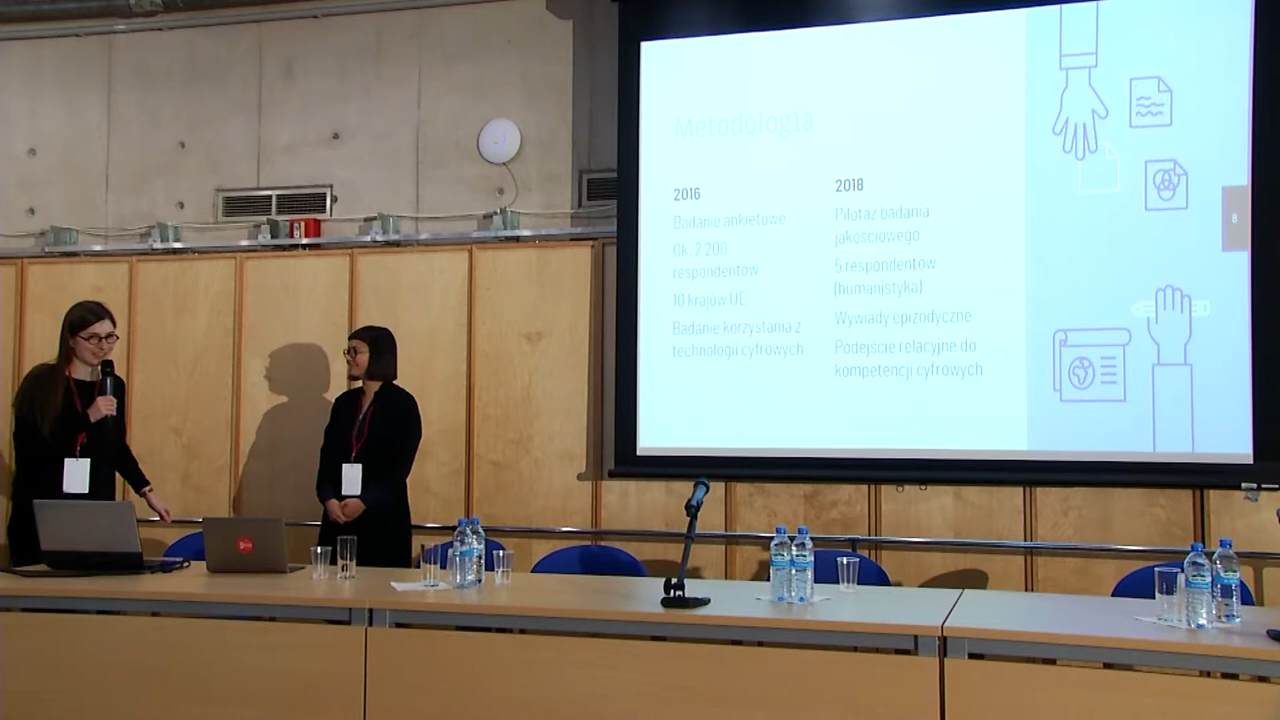 Metodologia
2016
Badanie ankietowe
Ok. 2 200
respondentów
10 krajów UE
Badanie korzystania z
technologii cyfrowych
2018
Pilotaż badania
jakościowego
5 respondentów
(humanistyka)
Wywiady epizodyczne
Podejście relacyjne do
kompetencji cyfrowych
8